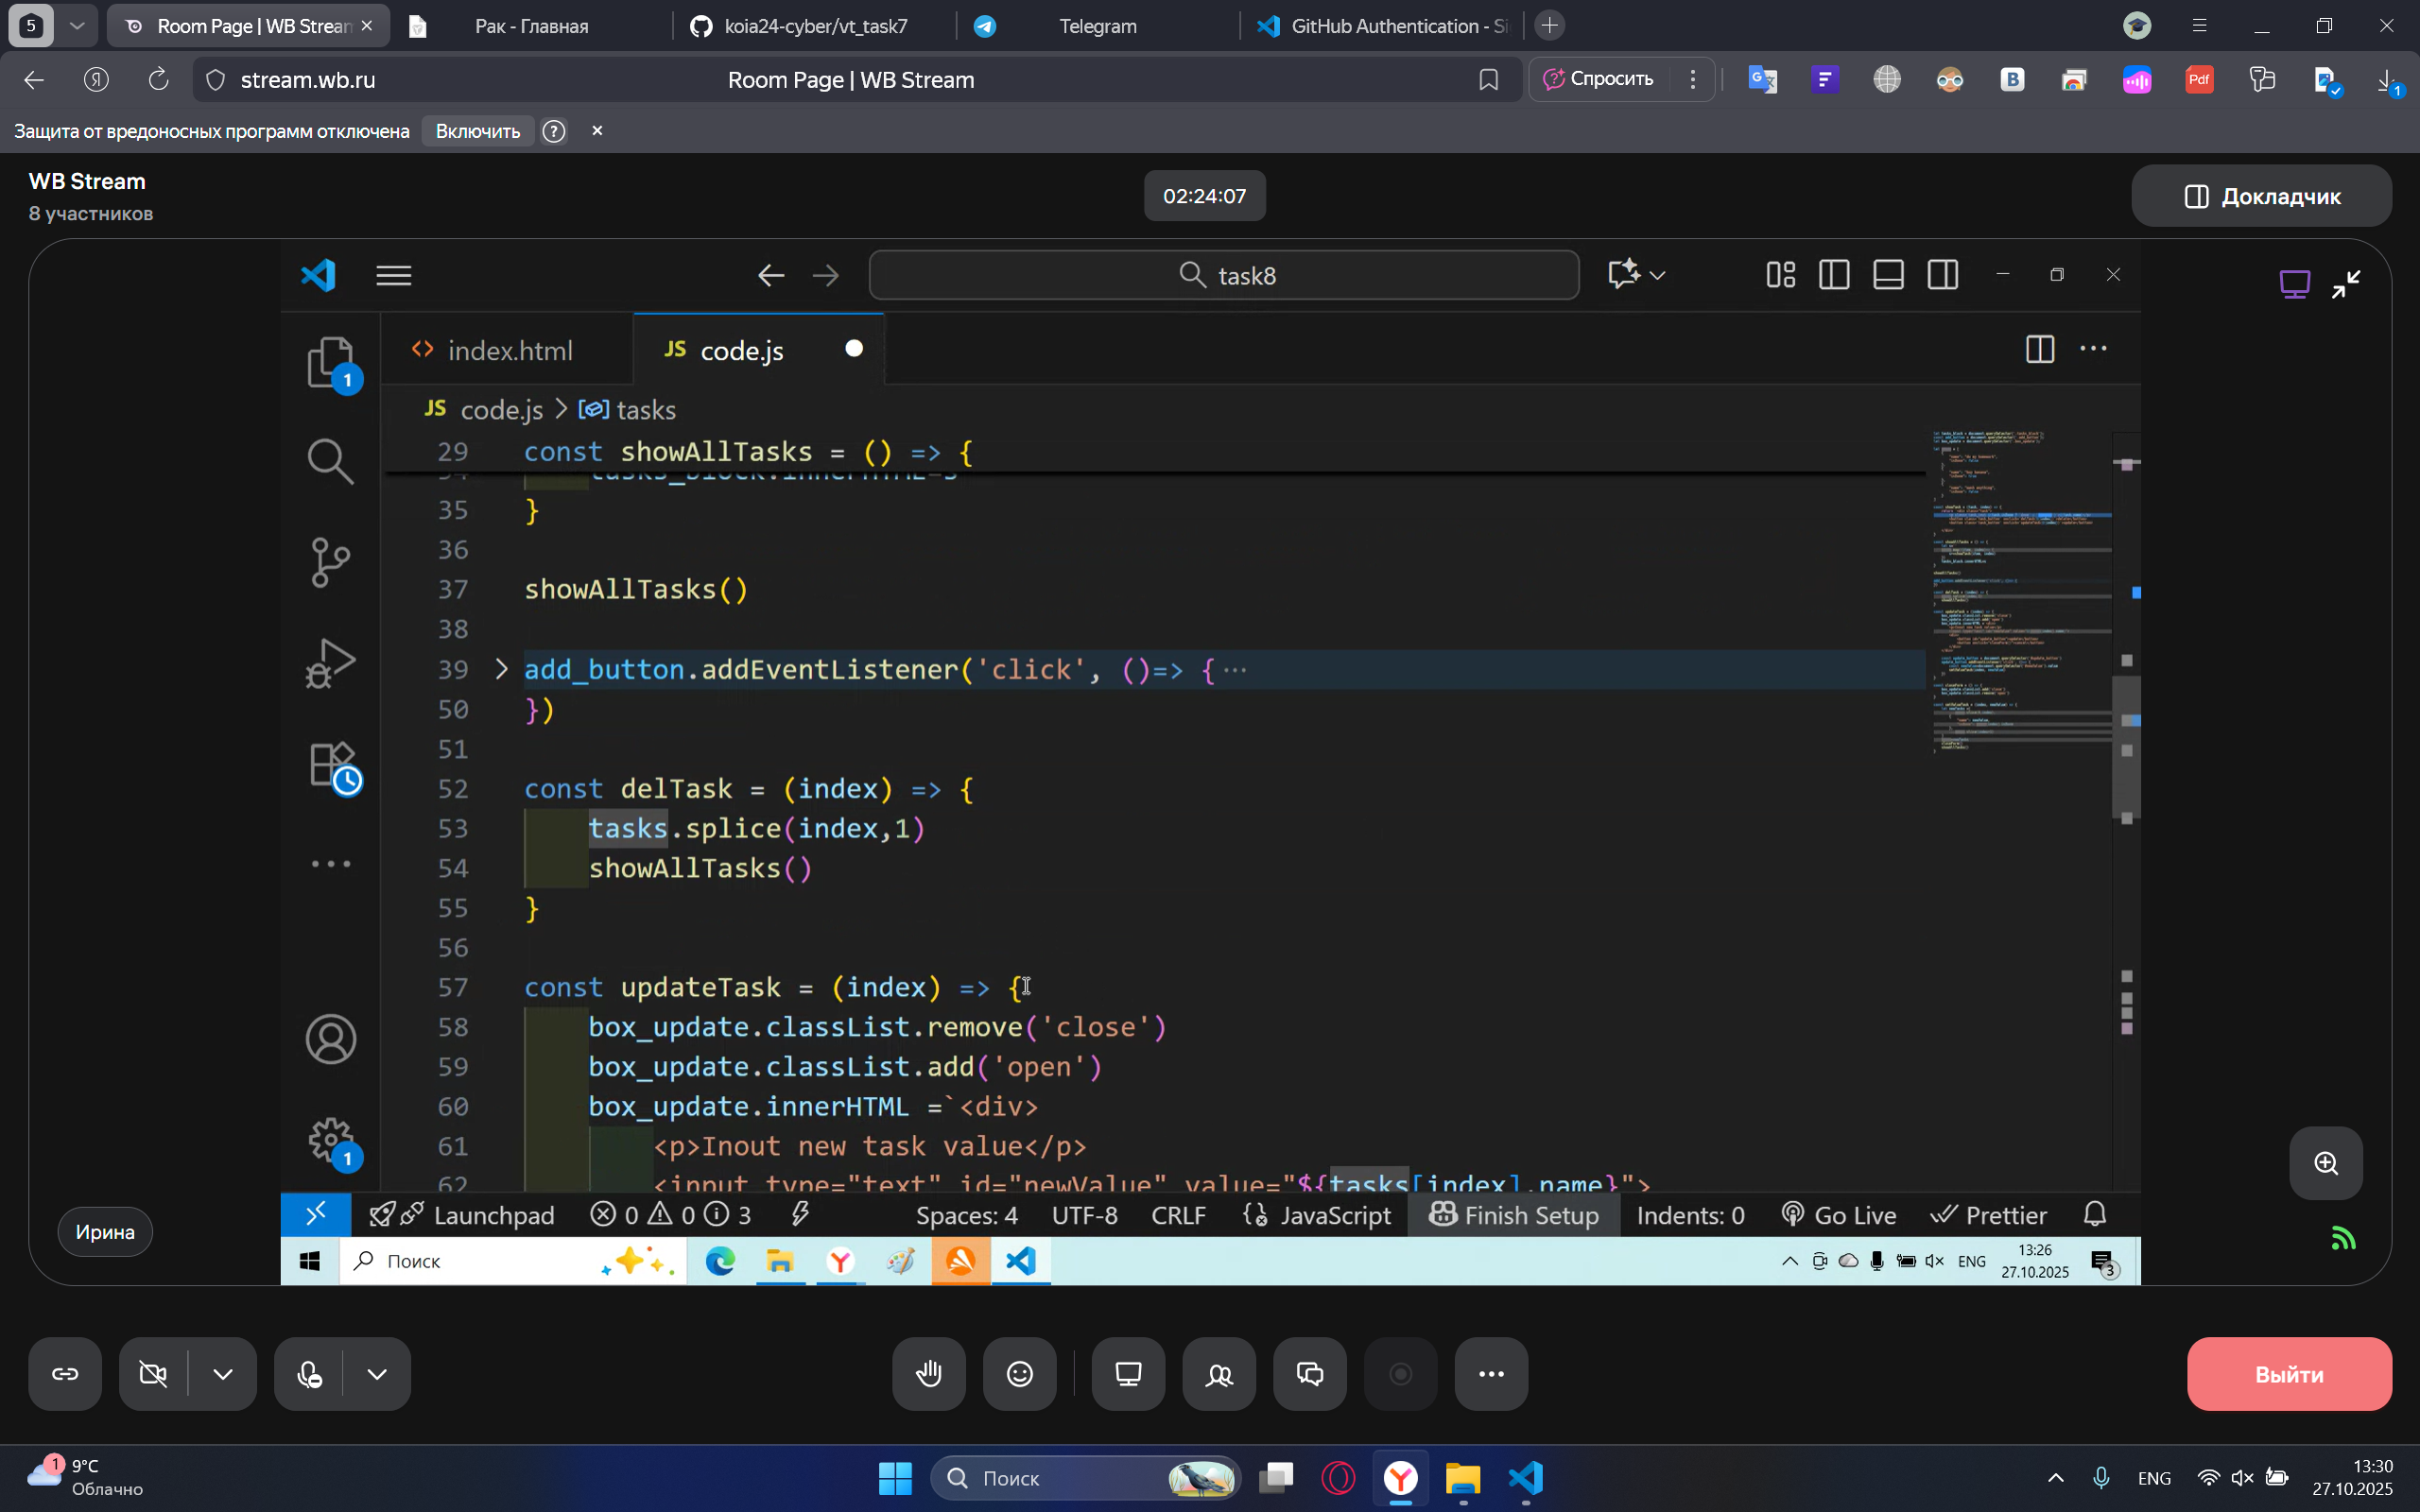 5
Room Page | WB Strean
Рак - Главная
koia24-cyber/vt_task7
Telegram
GitHub Authentication - Si
stream.wb.ru
Room Page | WB Stream
Спросить
Pdf
1
Защита от вредоносных программ отключена
Включить
WB Stream
8 участников
02:24:07
Докладчик
task8
index.html
JS code.js
JS code.js > tasks
29 const showAllTasks = () => {
35 }
36
37 showAllTasks()
38
39 add_button.addEventListener('click', ()=> { ···
50 })
51
52 const delTask = (index) => {
53 tasks.splice(index,1)
54 showAllTasks()
55 }
56
57 const updateTask = (index) => {
58 box_update.classList.remove('close')
59 box_update.classList.add('open')
60 box_update.innerHTML =`<div>
61 <p>Inout new task value</p>
62 <input type="text" id="newValue" value="${tasks[index].name}">
1
1
Ирина
Launchpad
0 0 3
Spaces: 4
UTF-8
CRLF
JavaScript
Finish Setup
Indents: 0
Go Live
Prettier
Поиск
ENG
13:26
27.10.2025
3
Выйти
1
9°C
Облачно
Поиск
ENG
13:30
27.10.2025